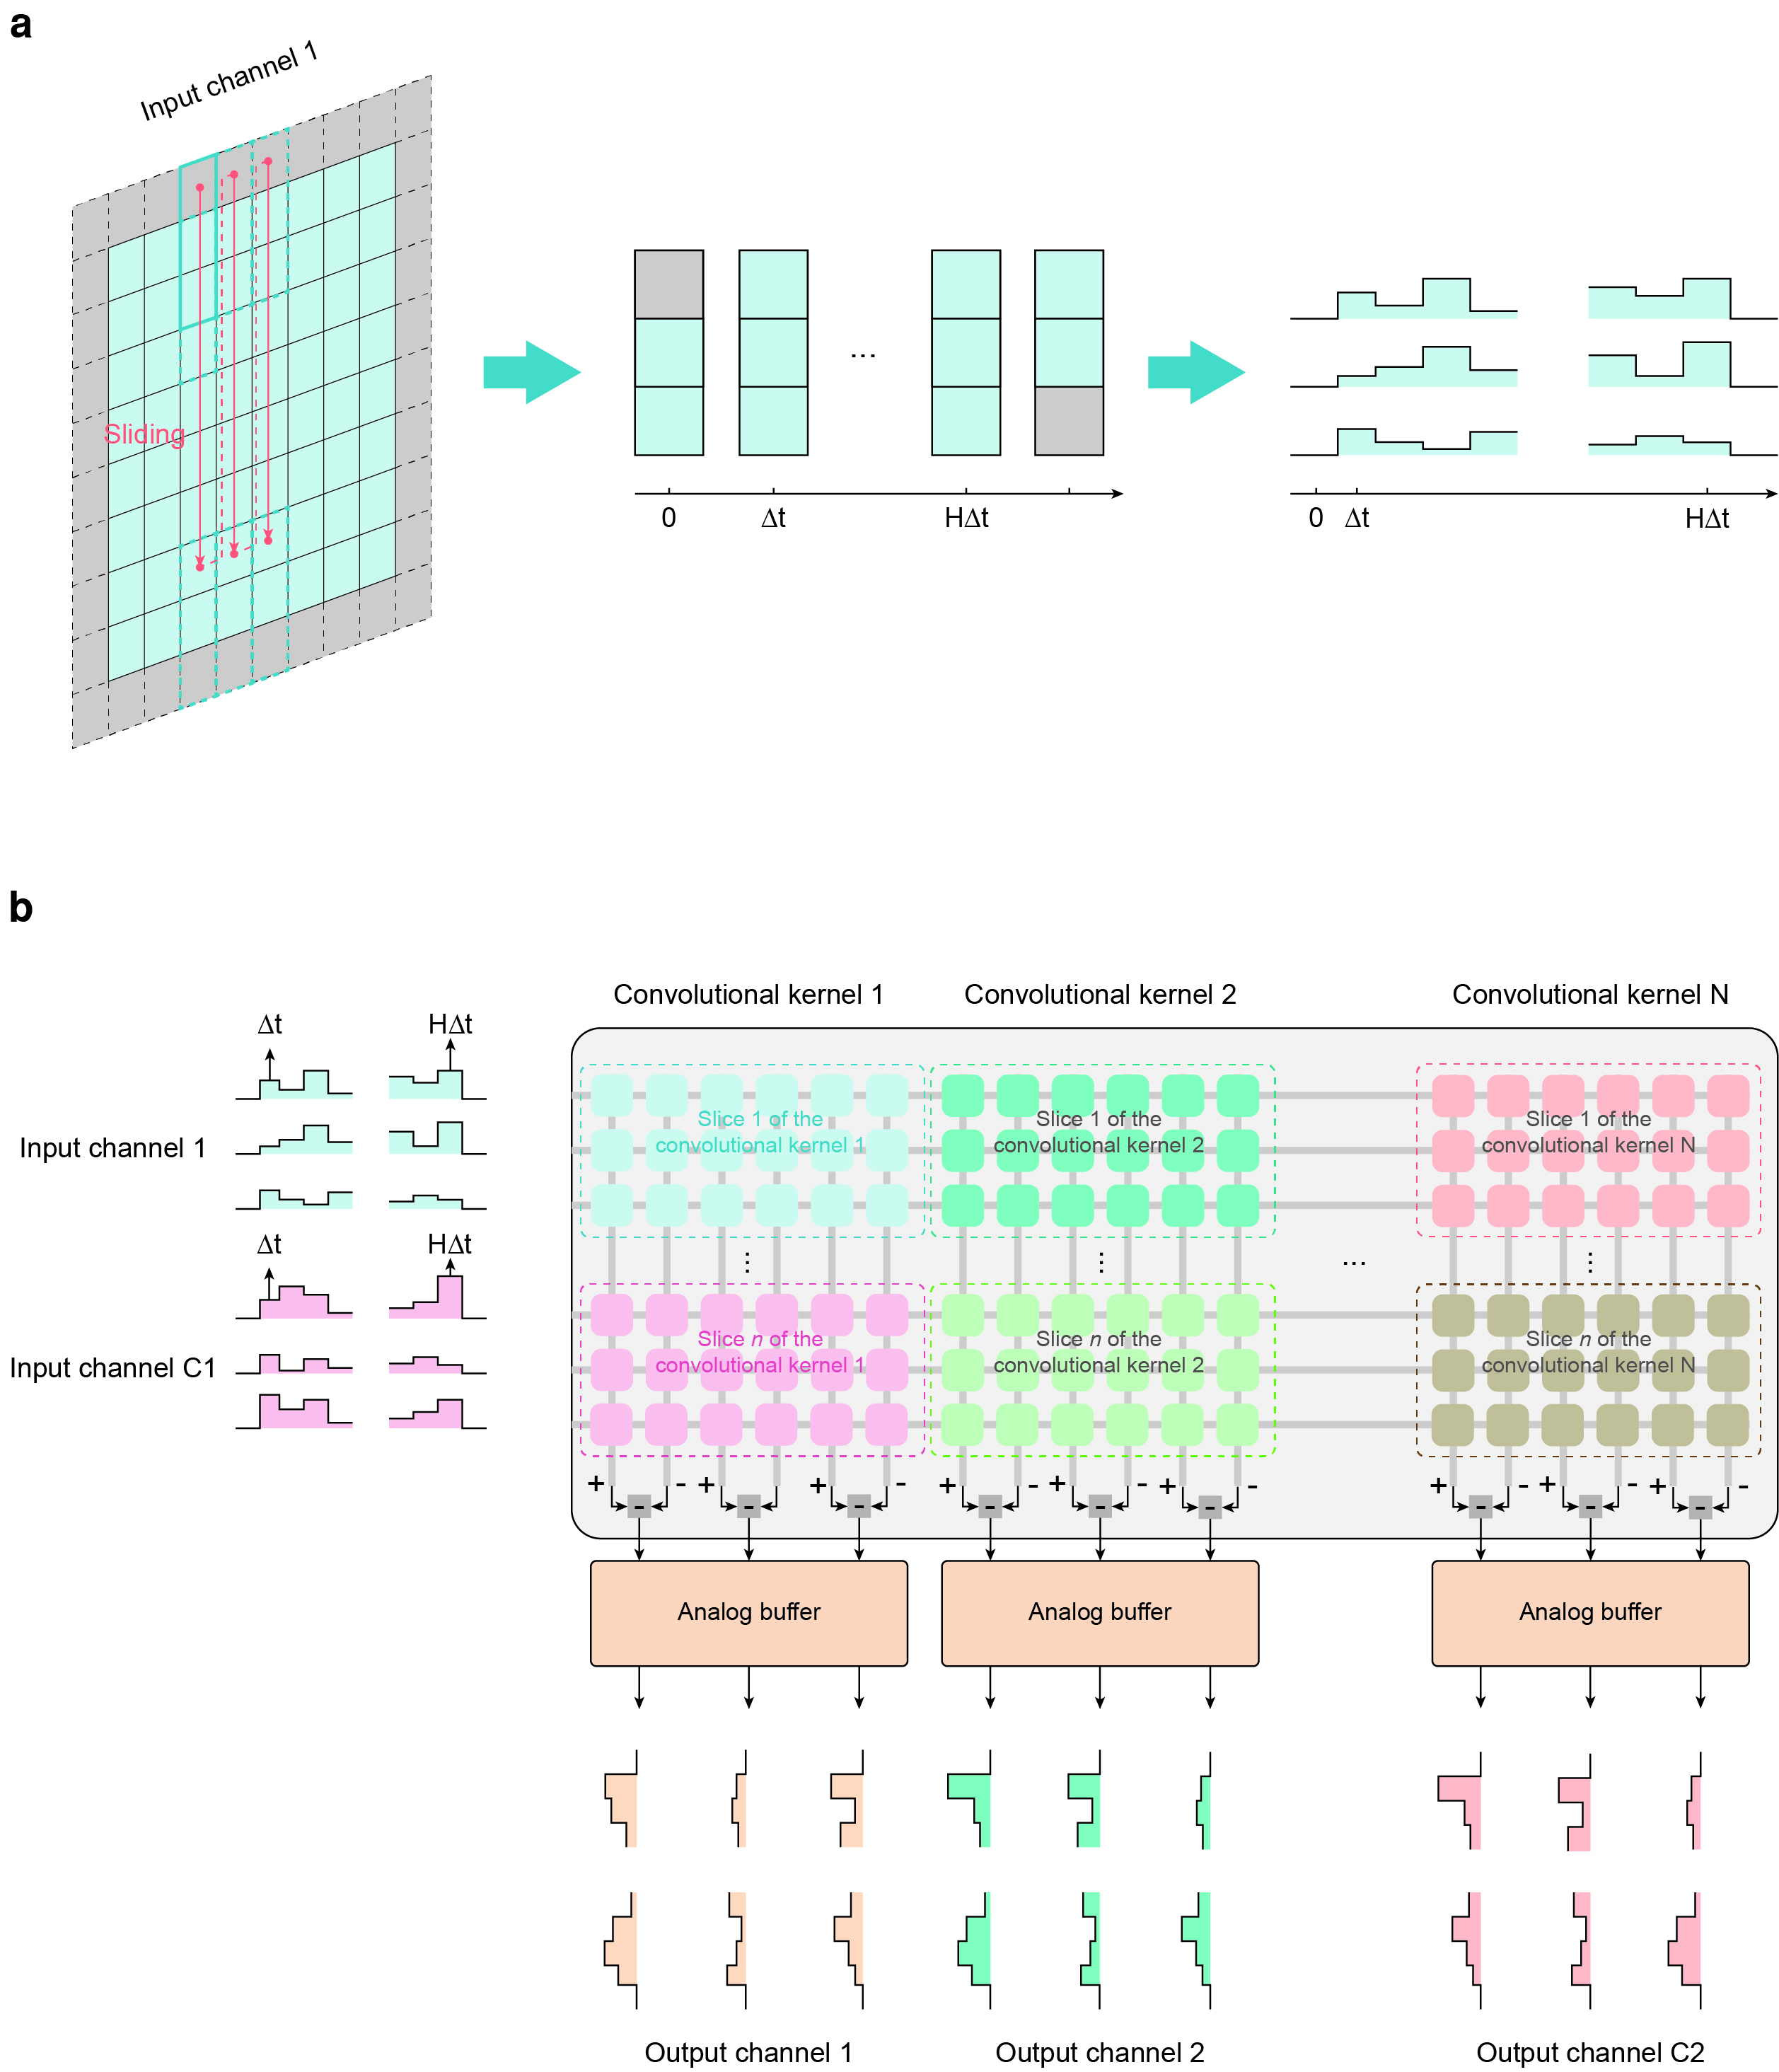 a
Input channel 1
Sliding
...
0 Δt HΔt
0 Δt HΔt
b
Convolutional kernel 1 Convolutional kernel 2 Convolutional kernel N
Δt HΔt
Input channel 1
Slice 1 of the
convolutional kernel 1
Slice 1 of the
convolutional kernel 2
Slice 1 of the
convolutional kernel N
Δt HΔt
... ... ... ...
Input channel C1
Slice n of the
convolutional kernel 1
Slice n of the
convolutional kernel 2
Slice n of the
convolutional kernel N
+ - + + - + - + + - + - + + -
- - - - - - - - -
Analog buffer Analog buffer Analog buffer
Output channel 1 Output channel 2 Output channel C2